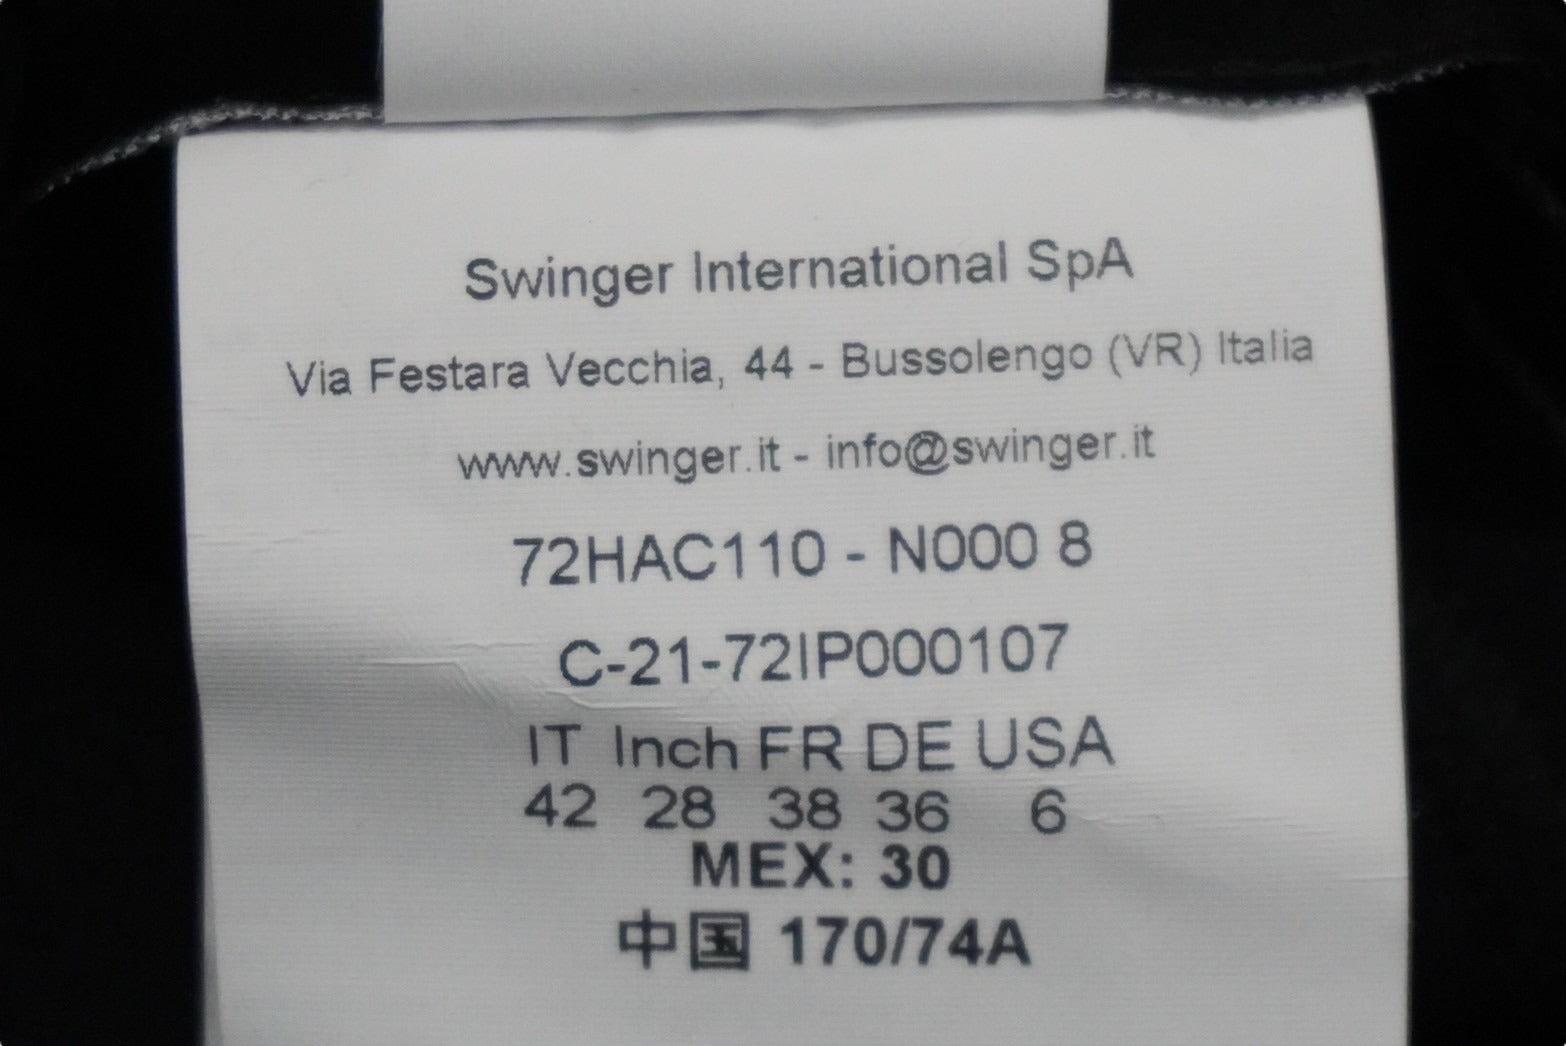 Swinger International SpA
Via Festara Vecchia, 44 - Bussolengo (VR) Italia
www.swinger.it - info@swinger.it
72HAC110 - N000 8
C-21-72IP000107
IT Inch FR DE USA
42 28 38 36 6
MEX: 30
中国 170/74A